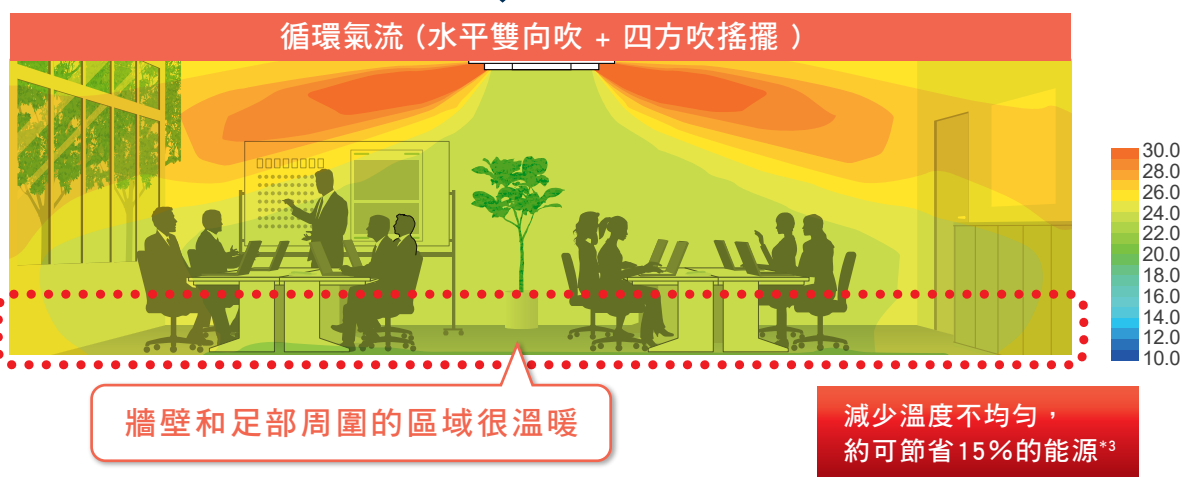 循環氣流 (水平雙向吹 + 四方吹搖擺 )
30.0
28.0
26.0
24.0
22.0
20.0
18.0
16.0
14.0
12.0
10.0
牆壁和足部周圍的區域很溫暖
減少溫度不均勻，
約可節省15%的能源*3